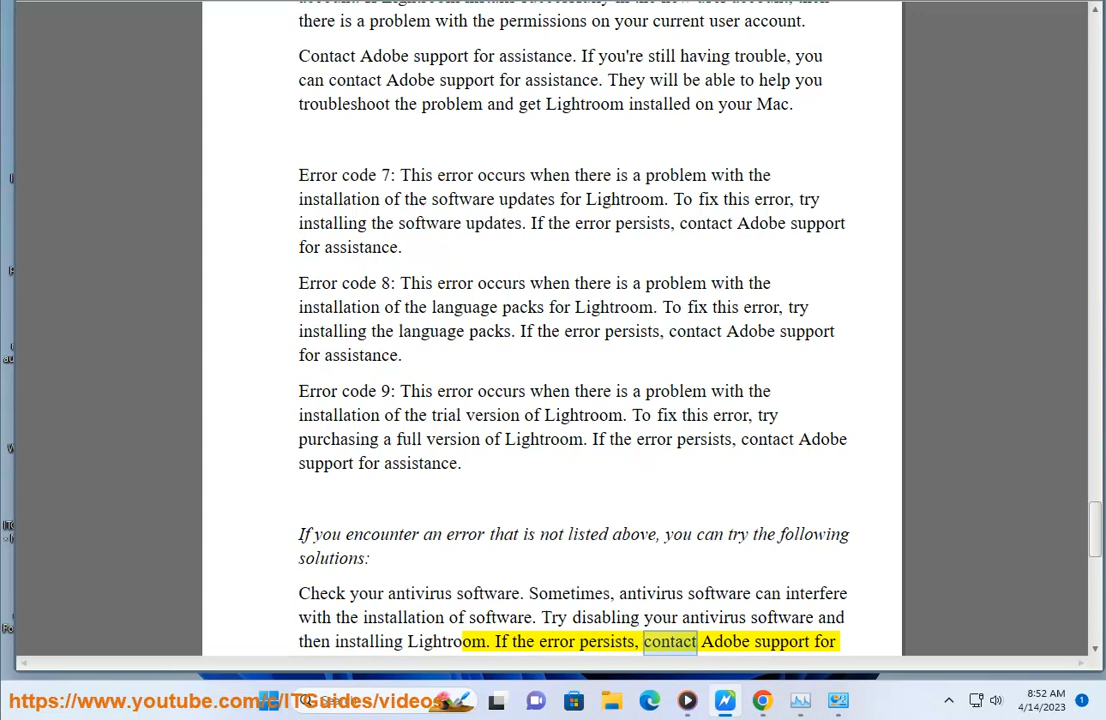 there is a problem with the permissions on your current user account.
Contact Adobe support for assistance. If you're still having trouble, you
can contact Adobe support for assistance. They will be able to help you
troubleshoot the problem and get Lightroom installed on your Mac.
Error code 7: This error occurs when there is a problem with the
installation of the software updates for Lightroom. To fix this error, try
installing the software updates. If the error persists, contact Adobe support
for assistance.
Error code 8: This error occurs when there is a problem with the
installation of the language packs for Lightroom. To fix this error, try
installing the language packs. If the error persists, contact Adobe support
for assistance.
Error code 9: This error occurs when there is a problem with the
installation of the trial version of Lightroom. To fix this error, try
purchasing a full version of Lightroom. If the error persists, contact Adobe
support for assistance.
If you encounter an error that is not listed above, you can try the following
solutions:
Check your antivirus software. Sometimes, antivirus software can interfere
with the installation of software. Try disabling your antivirus software and
then installing Lightroom. If the error persists, contact Adobe support for
https://www.youtube.com/c/ITGuides/videos
8:52 AM
4/14/2023
1